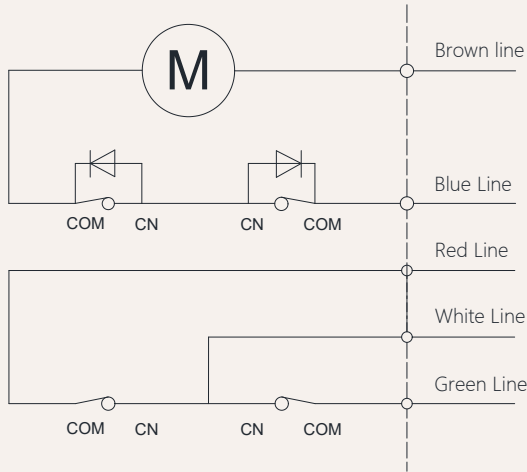 Brown line
M
Blue Line
COM CN CN COM
Red Line
White Line
Green Line
COM CN CN COM